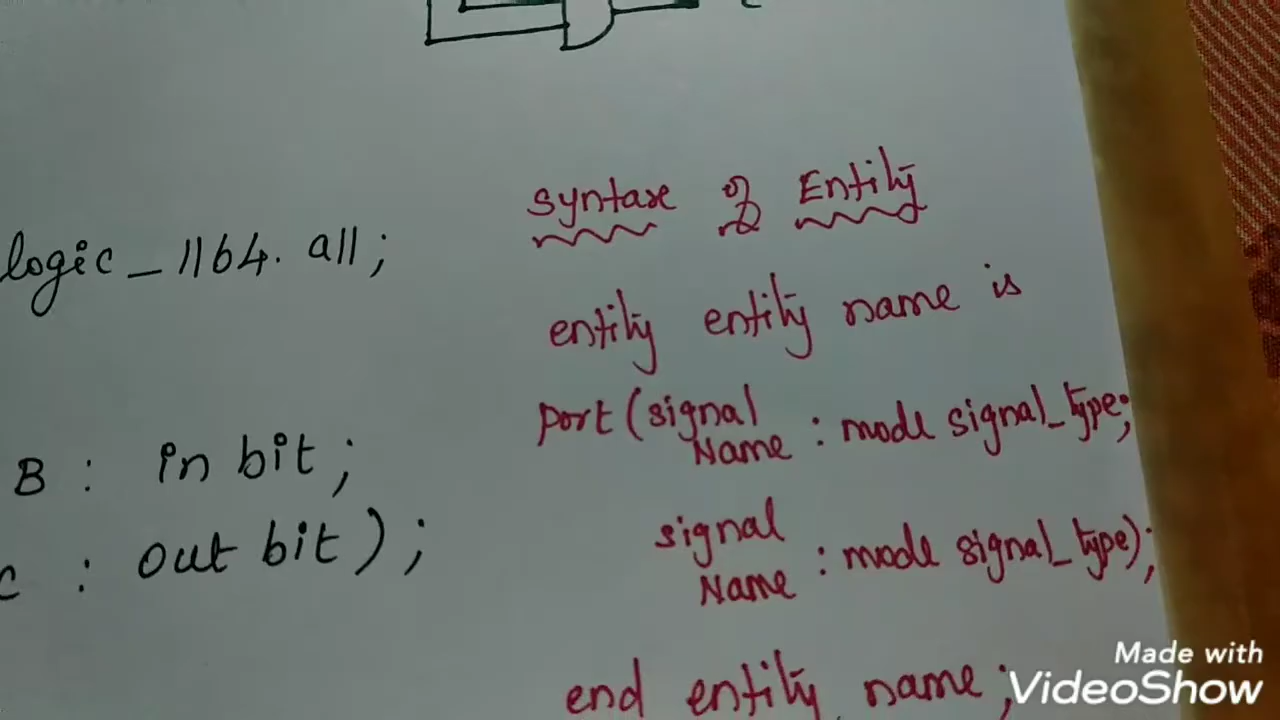 logic_1164.all;
B : in bit;
C : out bit);
Syntax of Entity
entity entity name is
port(signal Name : mode signal_type;
signal Name : mode signal_type);
end entity name;
Made with
VideoShow